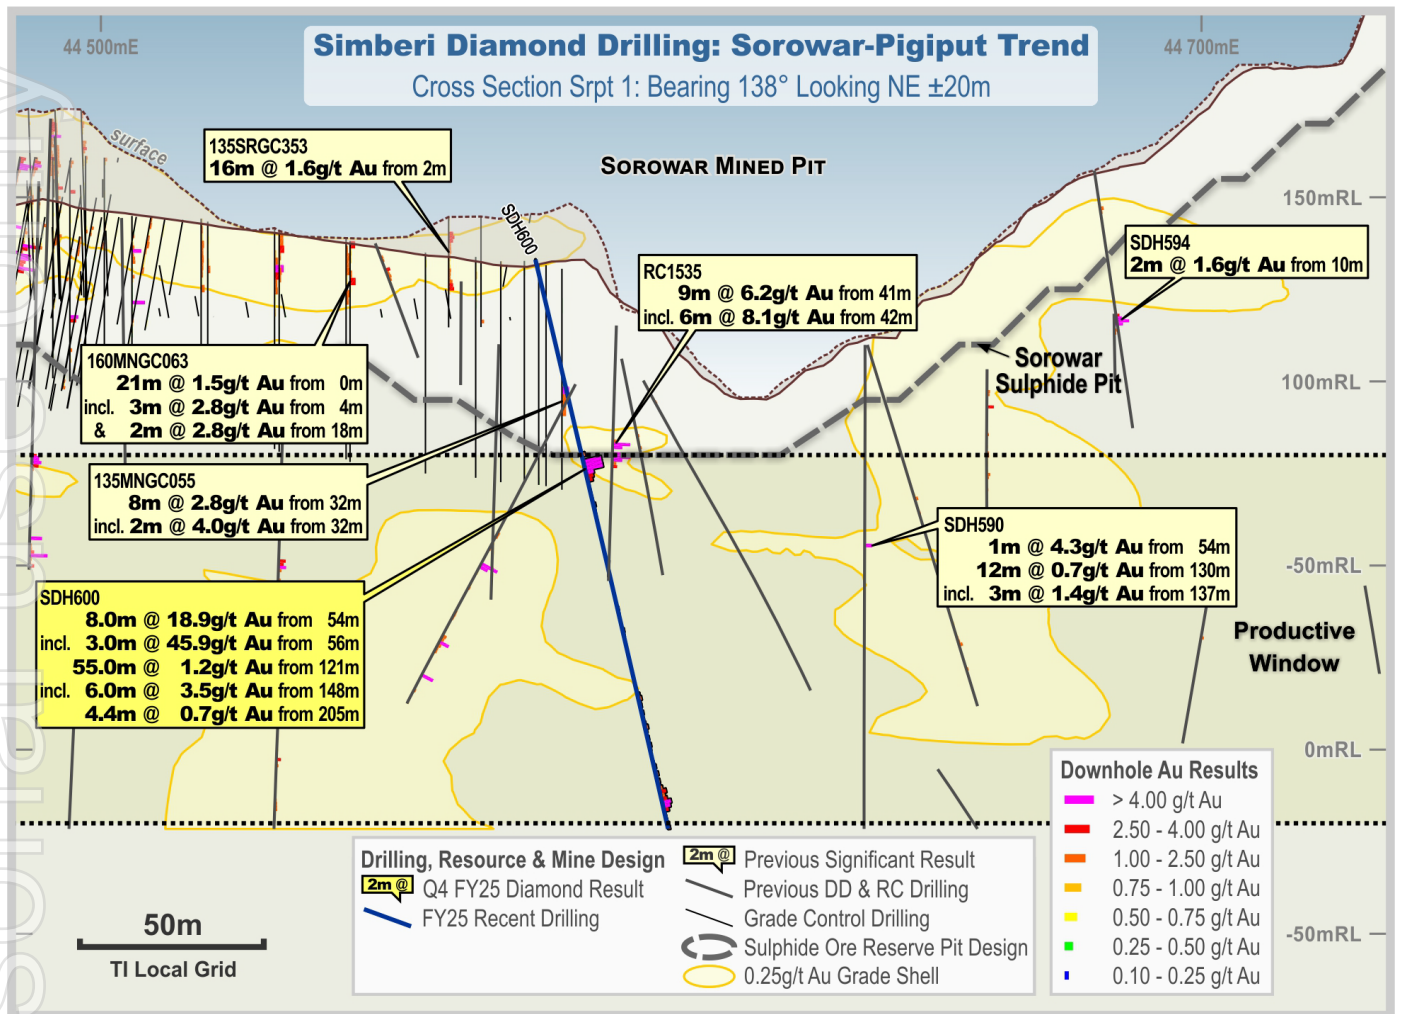 44 500mE
Simberi Diamond Drilling: Sorowar-Pigiput Trend
Cross Section Srpt 1: Bearing 138° Looking NE ±20m
44 700mE
surface
135SRGC353
16m @ 1.6g/t Au from 2m
SOROWAR MINED PIT
150mRL
SDH600
SDH594
2m @ 1.6g/t Au from 10m
RC1535
9m @ 6.2g/t Au from 41m
incl. 6m @ 8.1g/t Au from 42m
160MNGC063
21m @ 1.5g/t Au from 0m
incl. 3m @ 2.8g/t Au from 4m
& 2m @ 2.8g/t Au from 18m
Sorowar
Sulphide Pit
100mRL
135MNGC055
8m @ 2.8g/t Au from 32m
incl. 2m @ 4.0g/t Au from 32m
SDH590
1m @ 4.3g/t Au from 54m
12m @ 0.7g/t Au from 130m
incl. 3m @ 1.4g/t Au from 137m
-50mRL
SDH600
8.0m @ 18.9g/t Au from 54m
incl. 3.0m @ 45.9g/t Au from 56m
55.0m @ 1.2g/t Au from 121m
incl. 6.0m @ 3.5g/t Au from 148m
4.4m @ 0.7g/t Au from 205m
Productive
Window
0mRL
Downhole Au Results
> 4.00 g/t Au
2.50 - 4.00 g/t Au
1.00 - 2.50 g/t Au
0.75 - 1.00 g/t Au
0.50 - 0.75 g/t Au
0.25 - 0.50 g/t Au
0.10 - 0.25 g/t Au
Drilling, Resource & Mine Design
2m @ Q4 FY25 Diamond Result
FY25 Recent Drilling
2m @ Previous Significant Result
Previous DD & RC Drilling
Grade Control Drilling
Sulphide Ore Reserve Pit Design
0.25g/t Au Grade Shell
-50mRL
50m
TI Local Grid